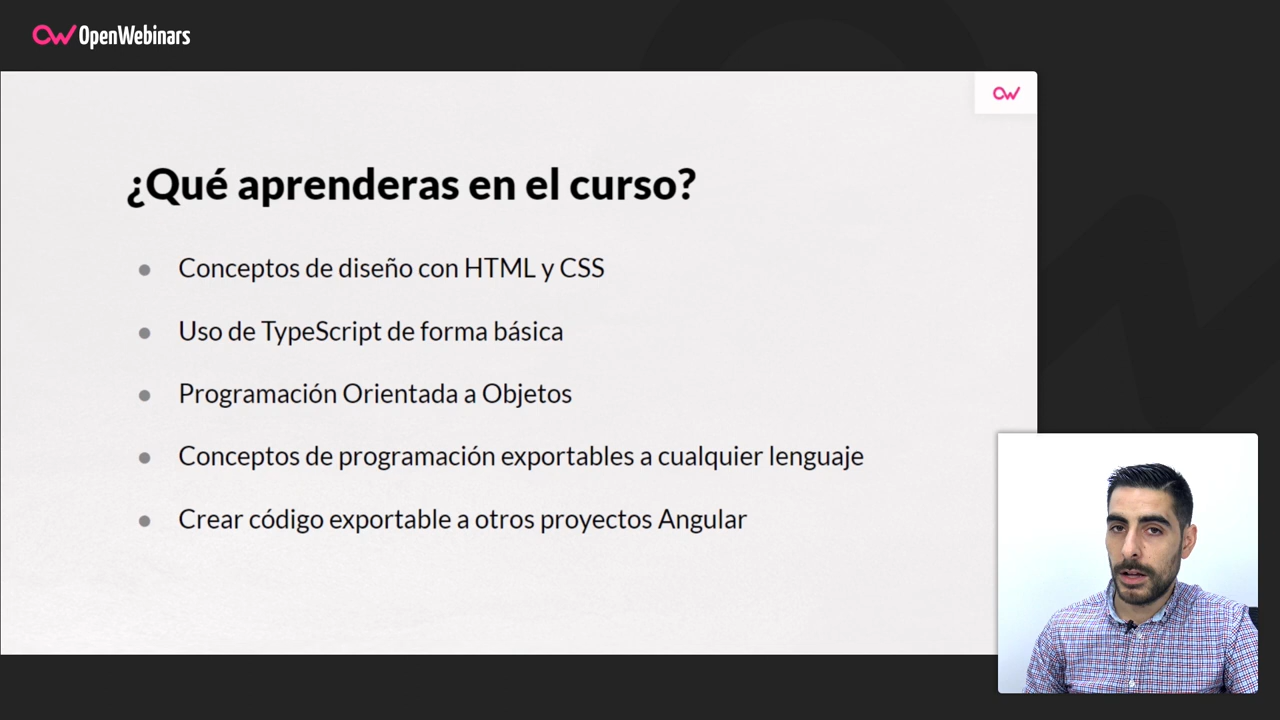 OpenWebinars
¿Qué aprenderas en el curso?
Conceptos de diseño con HTML y CSS
Uso de TypeScript de forma básica
Programación Orientada a Objetos
Conceptos de programación exportables a cualquier lenguaje
Crear código exportable a otros proyectos Angular